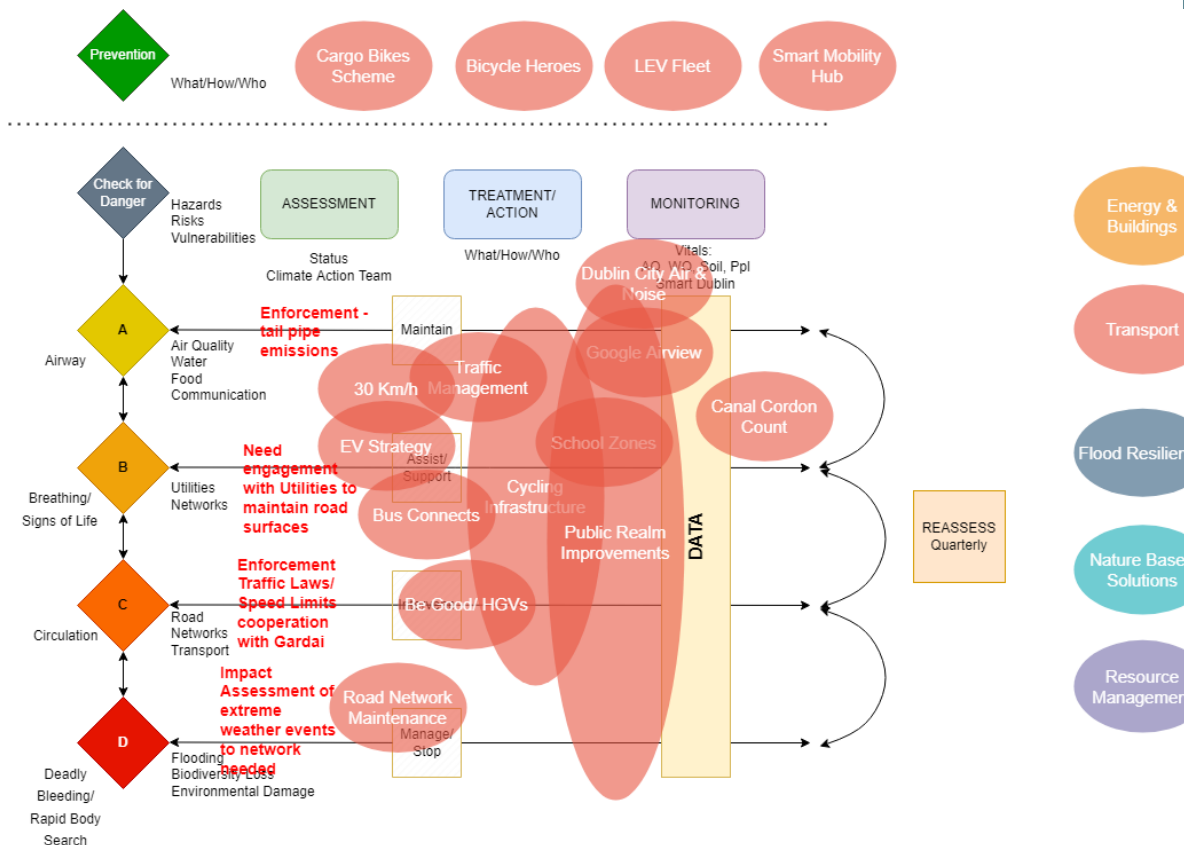 Prevention
What/How/Who
Cargo Bikes
Scheme
Bicycle Heroes
LEV Fleet
Smart Mobility
Hub
Check for
Danger
Hazards
Risks
Vulnerabilities
ASSESSMENT
Status
Climate Action Team
TREATMENT/
ACTION
What/How/Who
MONITORING
Vitals:
AQ, WQ, Soil, Ppl
Smart Dublin
Dublin City Air &
Noise
Energy &
Buildings
A
Airway
Air Quality
Water
Food
Communication
Enforcement -
tail pipe
emissions
Maintain
Traffic
Management
30 Km/h
Google Airview
Canal Cordon
Count
Transport
B
Breathing/
Signs of Life
Utilities
Networks
Need
engagement
with Utilities to
maintain road
surfaces
EV Strategy
Assist/
Support
School Zones
Bus Connects
Cycling
Infrastructure
Public Realm
Improvements
DATA
REASSESS
Quarterly
Flood Resilien
C
Circulation
Road
Networks
Transport
Enforcement
Traffic Laws/
Speed Limits
cooperation
with Gardai
Be Good/ HGVs
Nature Base
Solutions
D
Deadly
Bleeding/
Rapid Body
Search
Flooding
Biodiversity Loss
Environmental Damage
Impact
Assessment of
extreme
weather events
to network
needed
Road Network
Maintenance
Manage/
Stop
Resource
Managemen